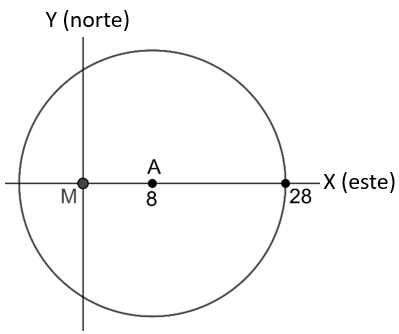 Y (norte)
A
X (este)
M
8
28